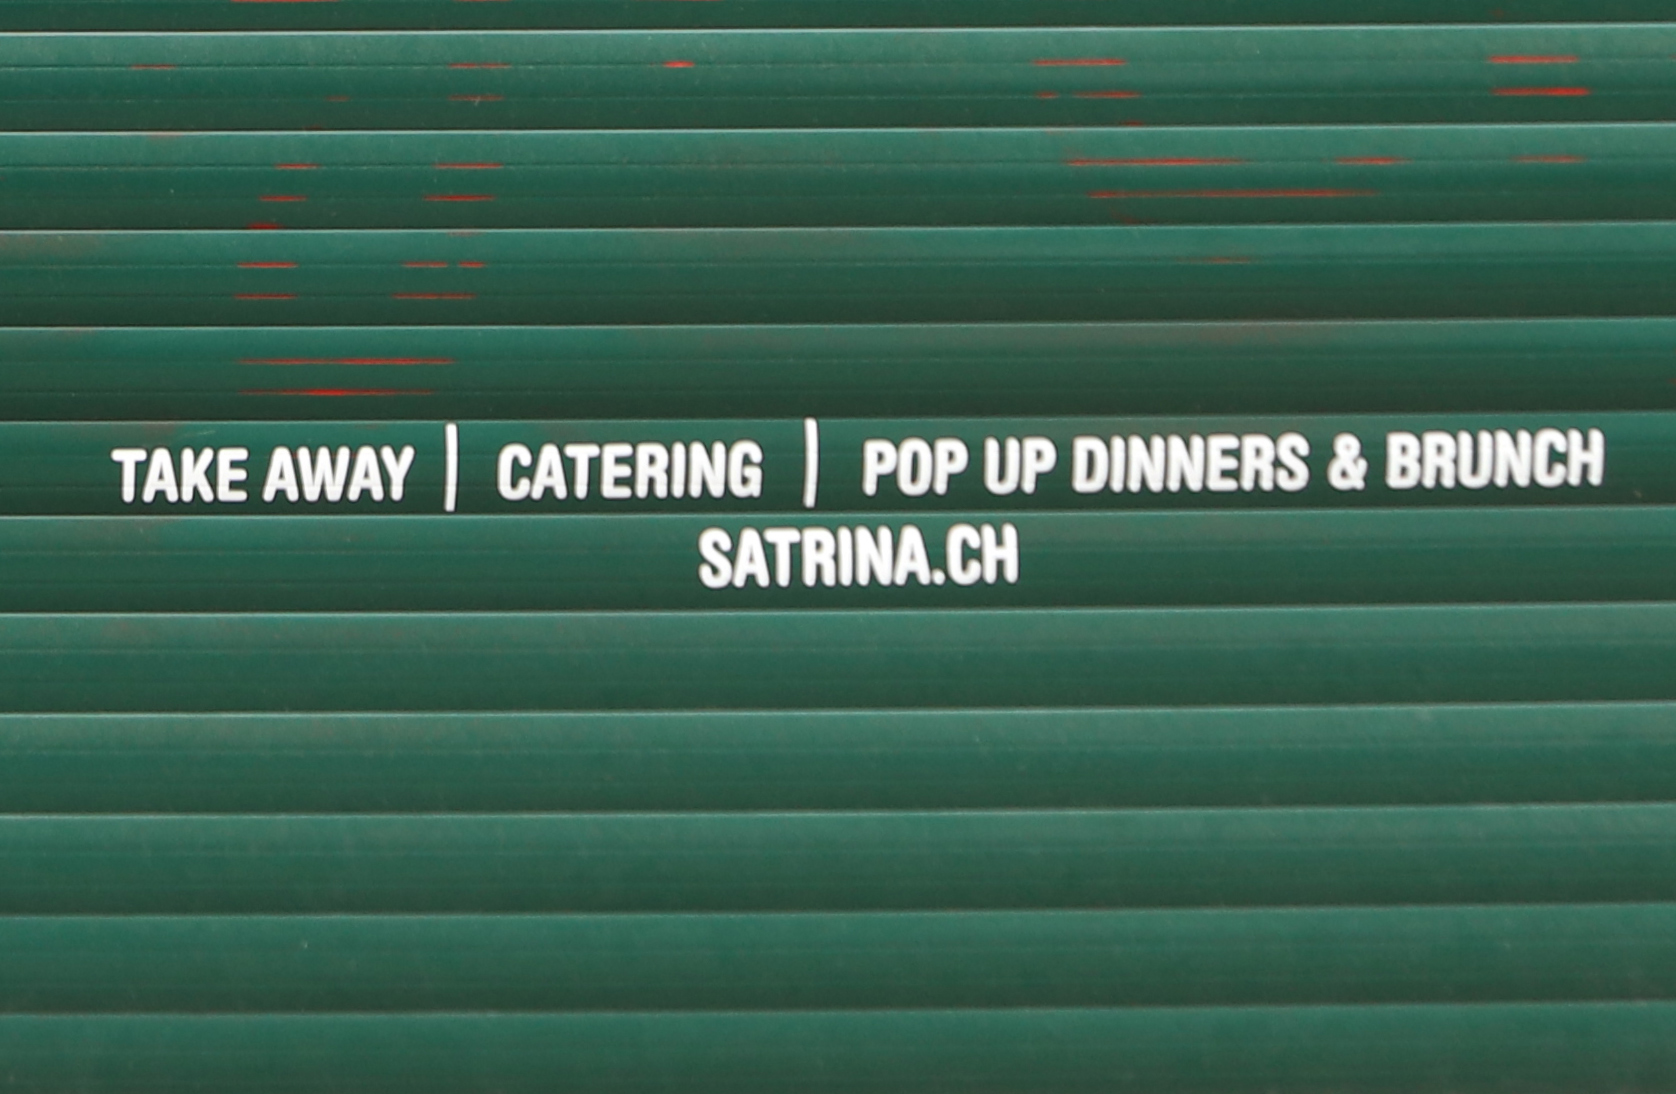 TAKE AWAY | CATERING | POP UP DINNERS & BRUNCH
SATRINA.CH